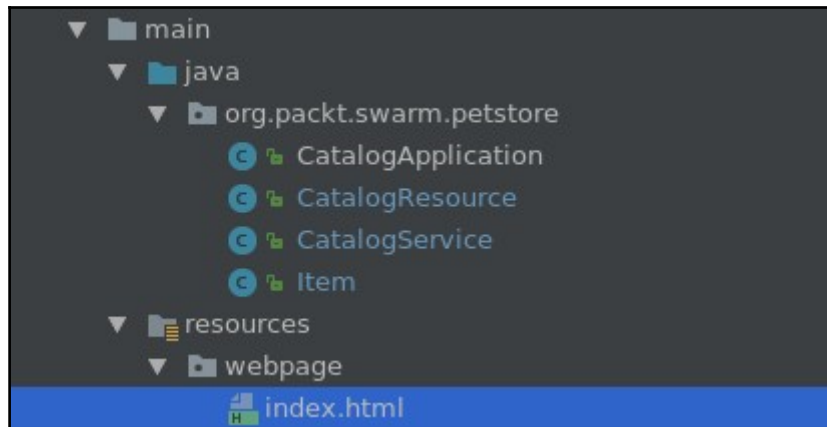 main
java
org.packt.swarm.petstore
CatalogApplication
CatalogResource
CatalogService
Item
resources
webpage
index.html